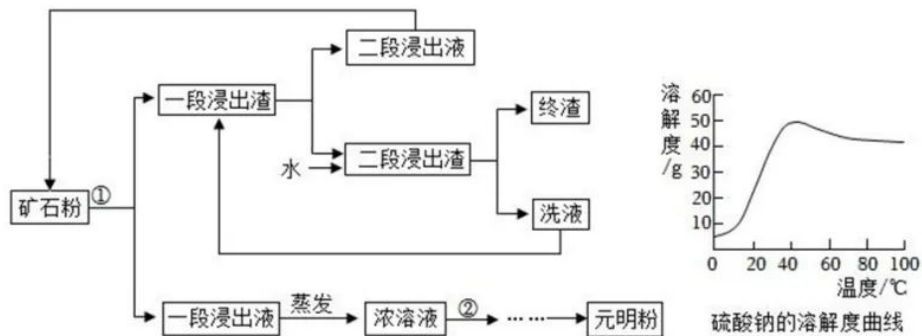 二段浸出液
一段浸出渣
终渣
水
二段浸出渣
矿石粉
①
洗液
一段浸出液
蒸发
浓溶液
②
……
元明粉
溶解度/g
60
50
40
30
20
10
0
20
40
60
80
100
温度/℃
硫酸钠的溶解度曲线